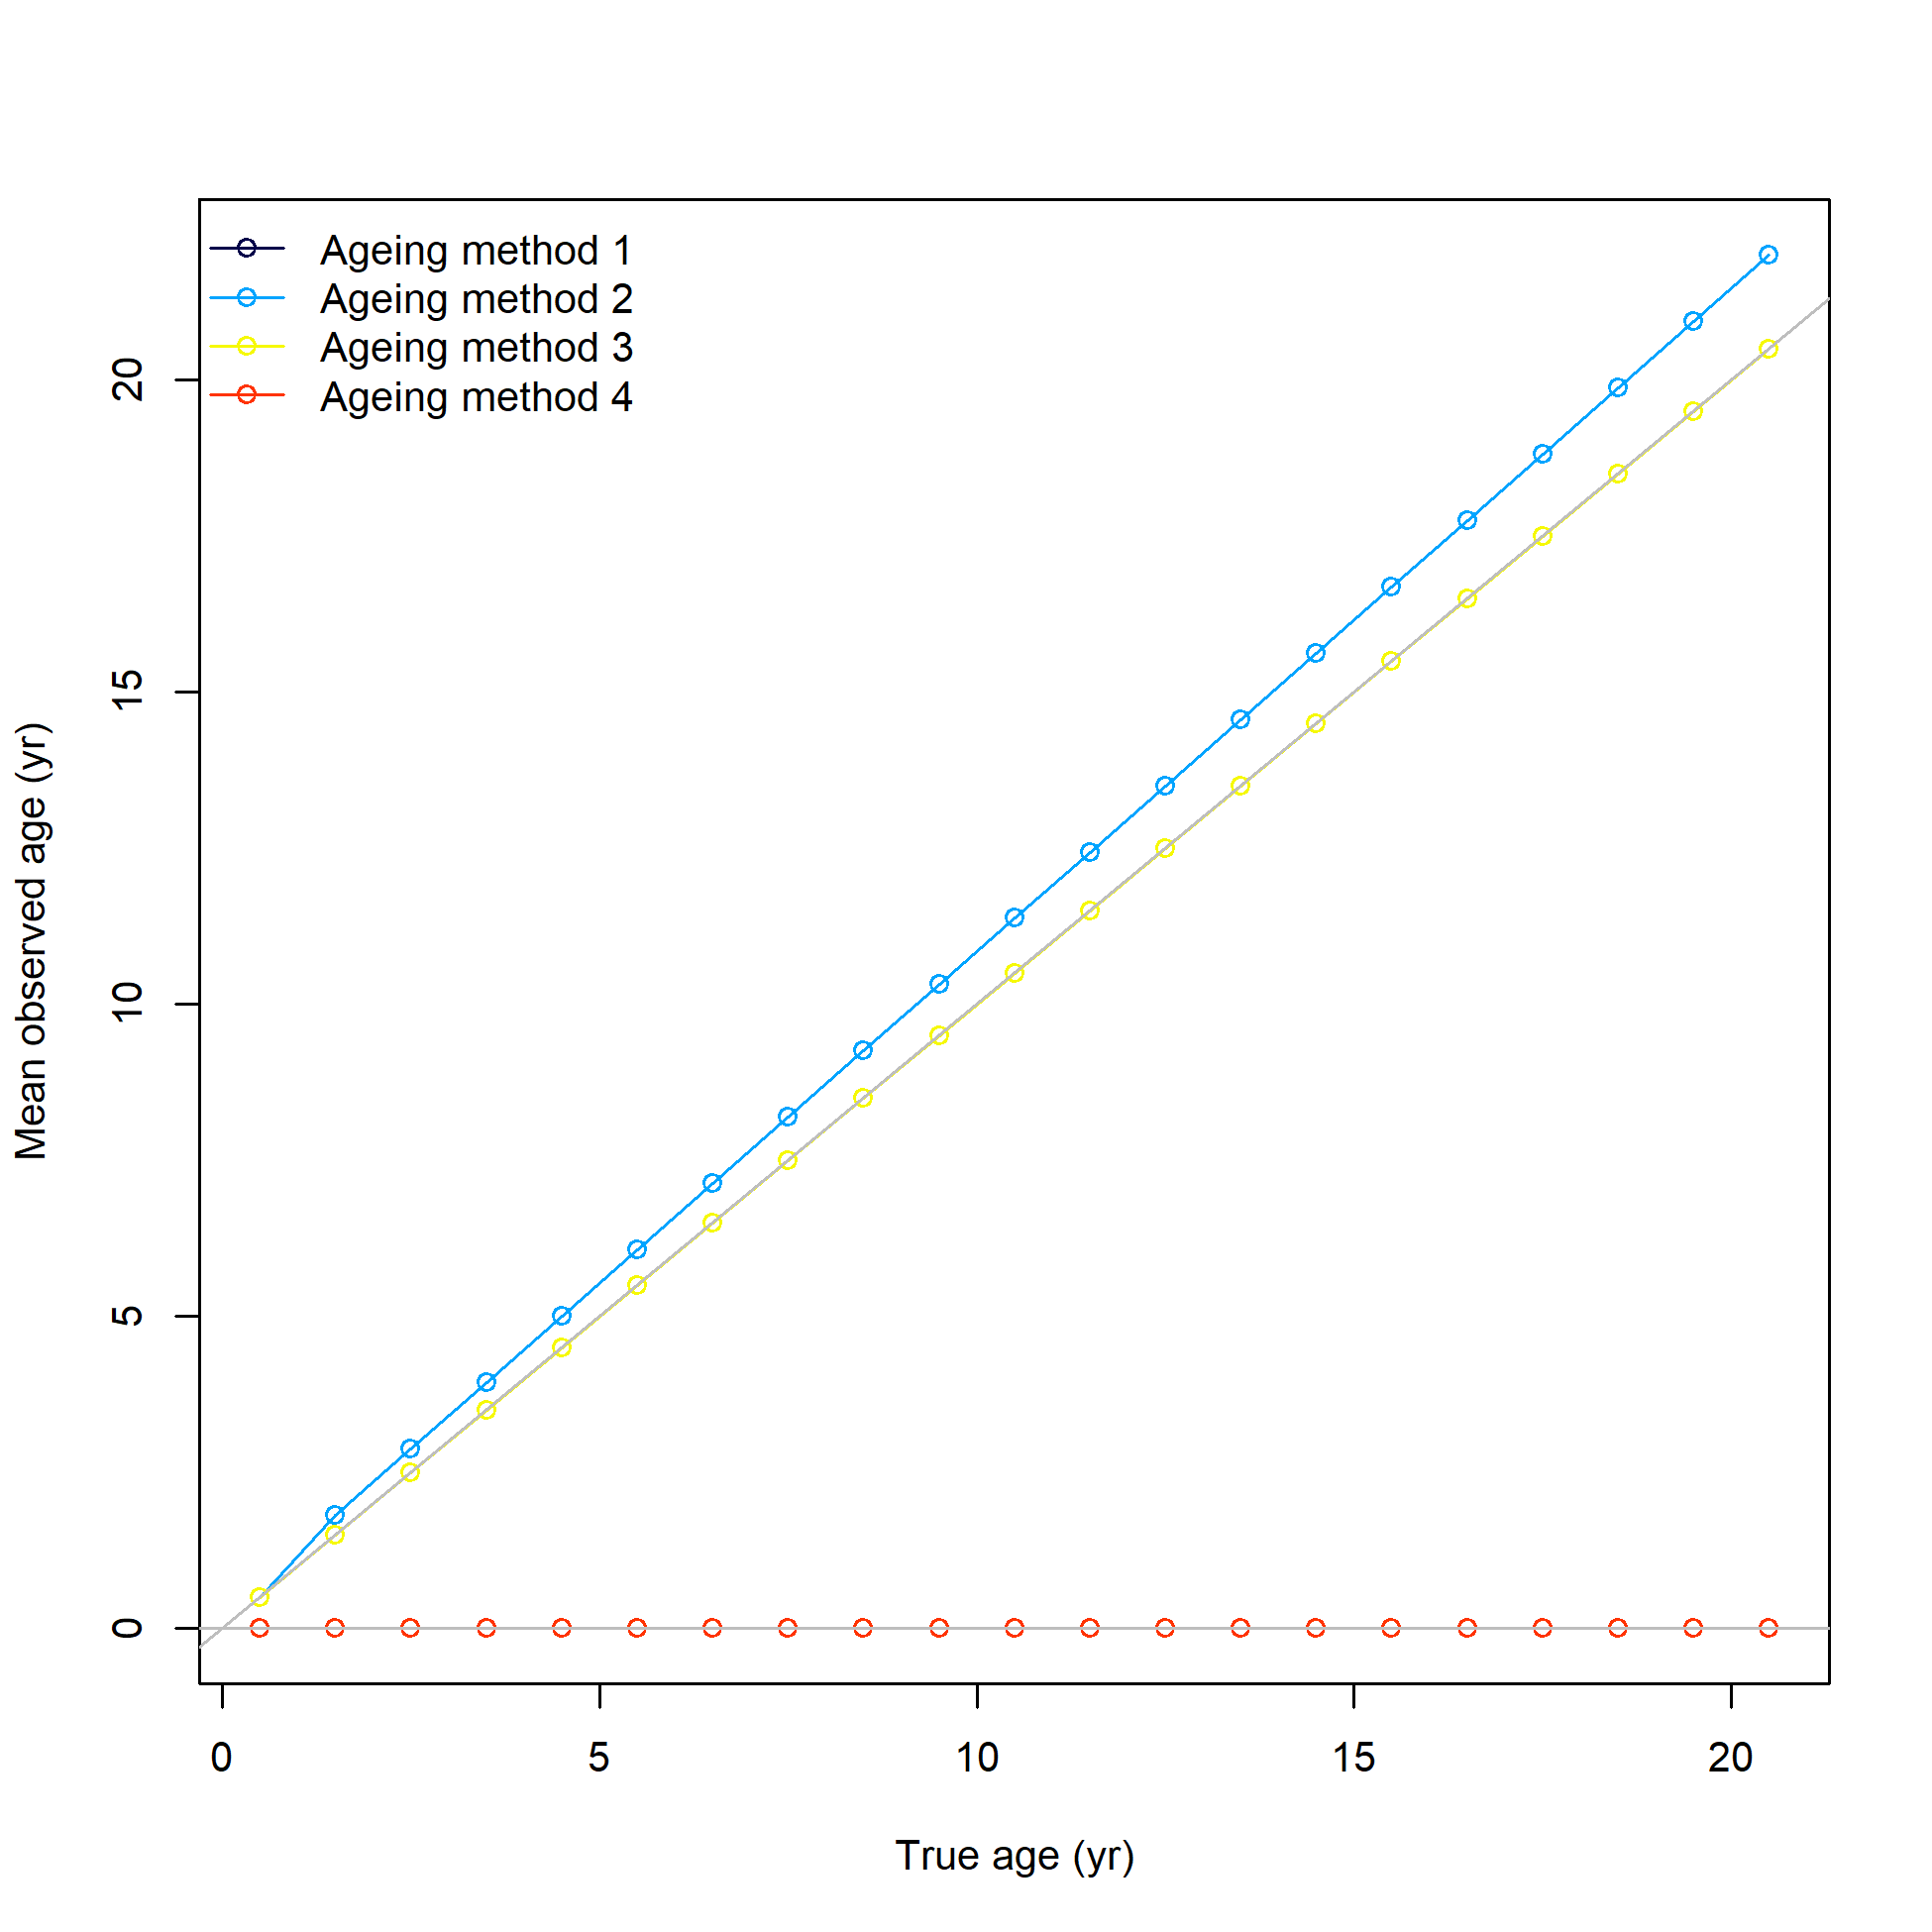 Ageing method 1
Ageing method 2
Ageing method 3
Ageing method 4
Mean observed age (yr)
20
15
10
5
0
0 5 10 15 20
True age (yr)